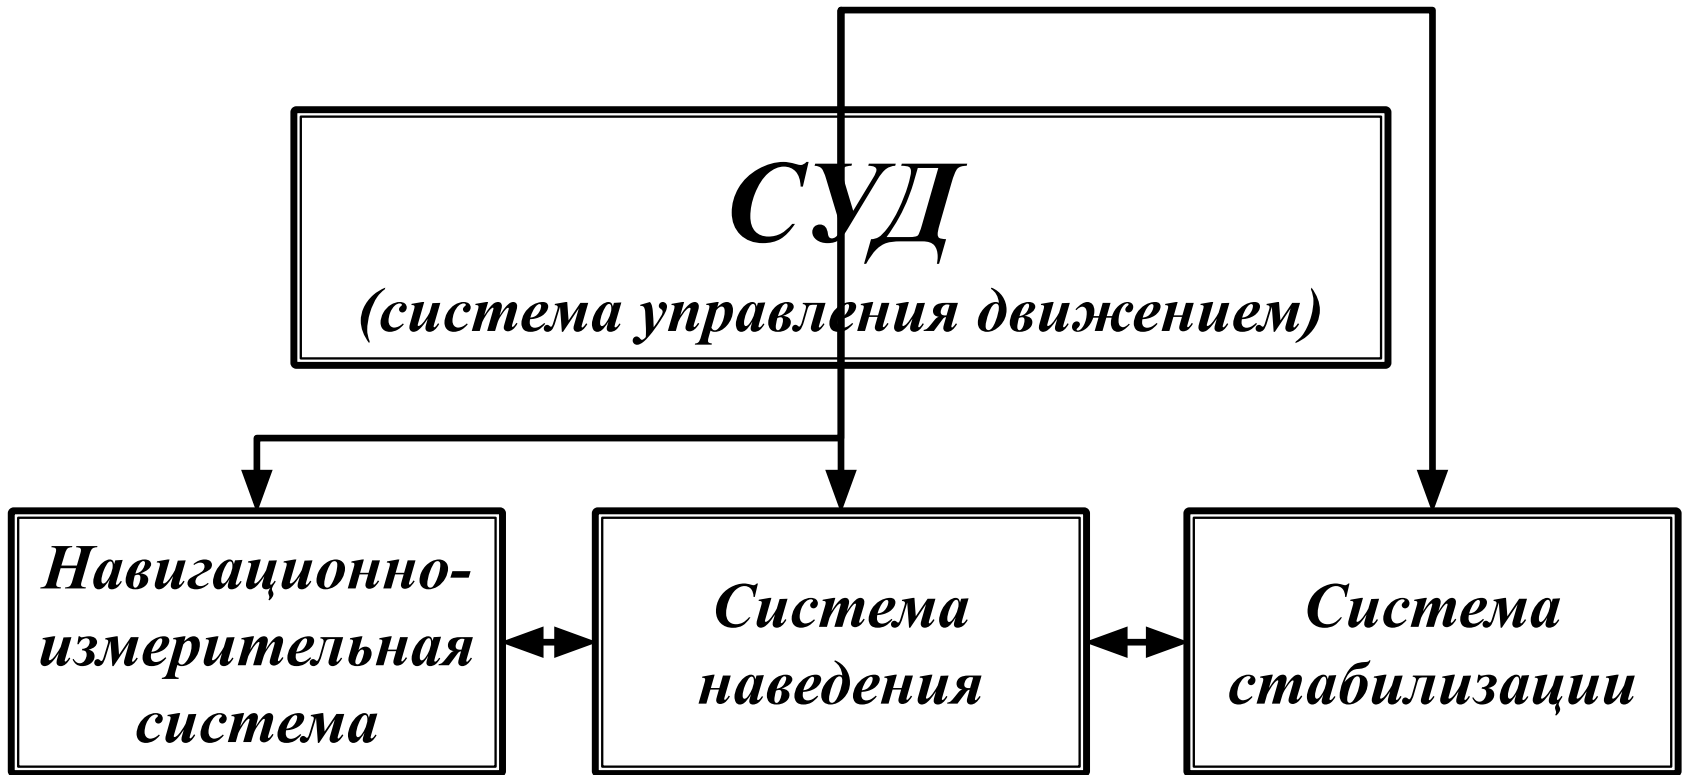 СУД
(система управления движением)
Навигационно-
измерительная
система
Система
наведения
Система
стабилизации